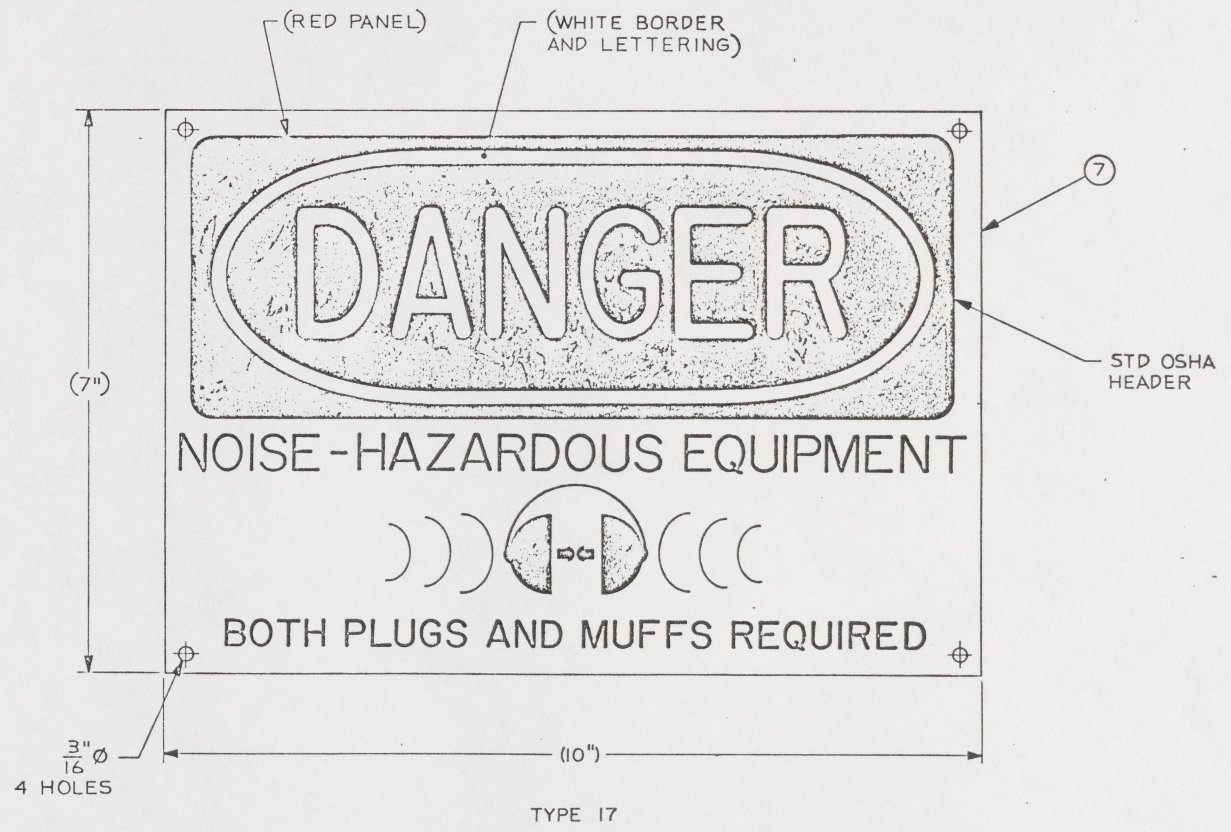 (RED PANEL)
(WHITE BORDER
AND LETTERING)
7
DANGER
STD OSHA
HEADER
(7")
NOISE-HAZARDOUS EQUIPMENT
BOTH PLUGS AND MUFFS REQUIRED
3"
16 Ø
4 HOLES
(10")
TYPE 17